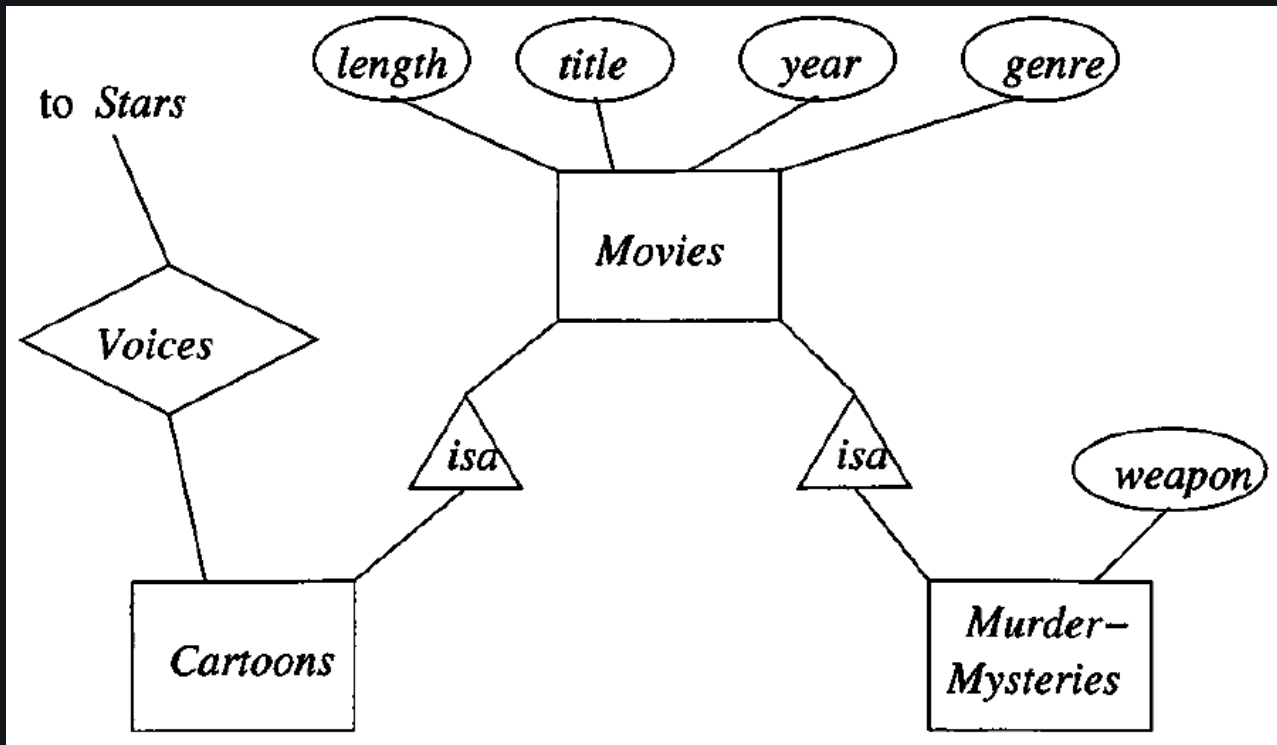 length
title
year
genre
to Stars
Movies
Voices
isa
isa
weapon
Cartoons
Murder-
Mysteries